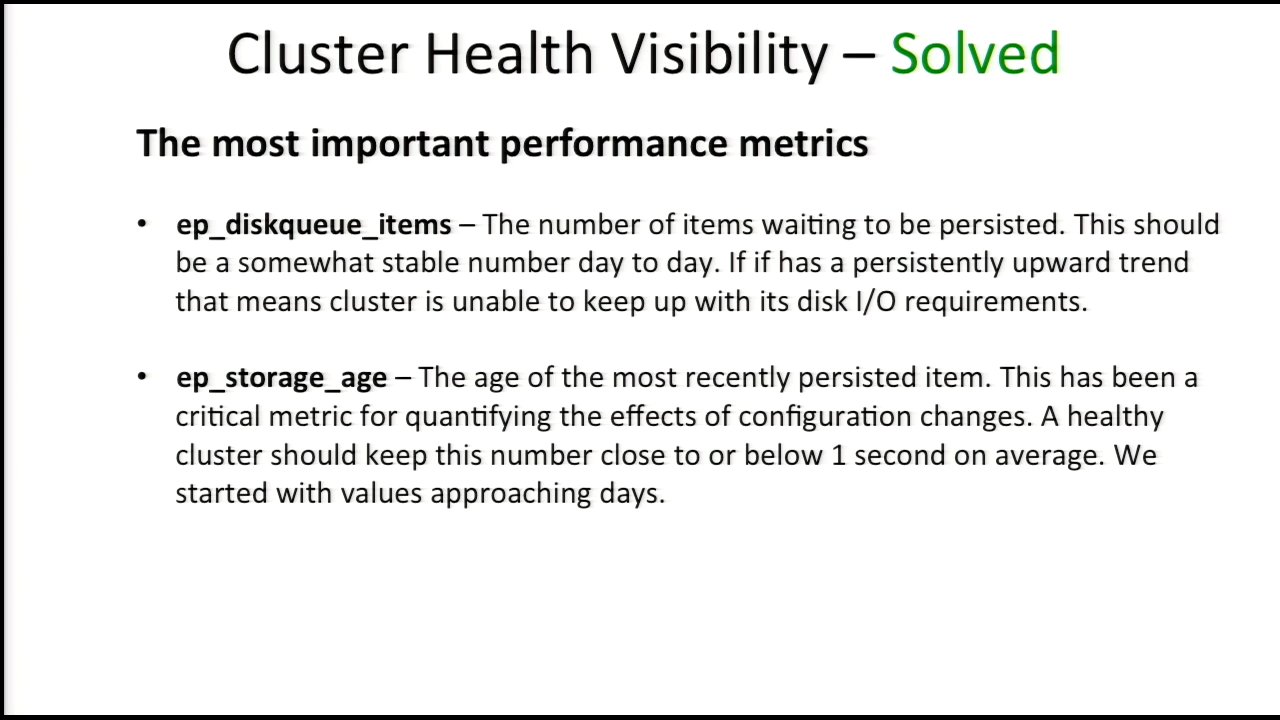 Cluster Health Visibility – Solved
The most important performance metrics
• ep_diskqueue_items – The number of items waiting to be persisted. This should
be a somewhat stable number day to day. If if has a persistently upward trend
that means cluster is unable to keep up with its disk I/O requirements.
• ep_storage_age – The age of the most recently persisted item. This has been a
critical metric for quantifying the effects of configuration changes. A healthy
cluster should keep this number close to or below 1 second on average. We
started with values approaching days.